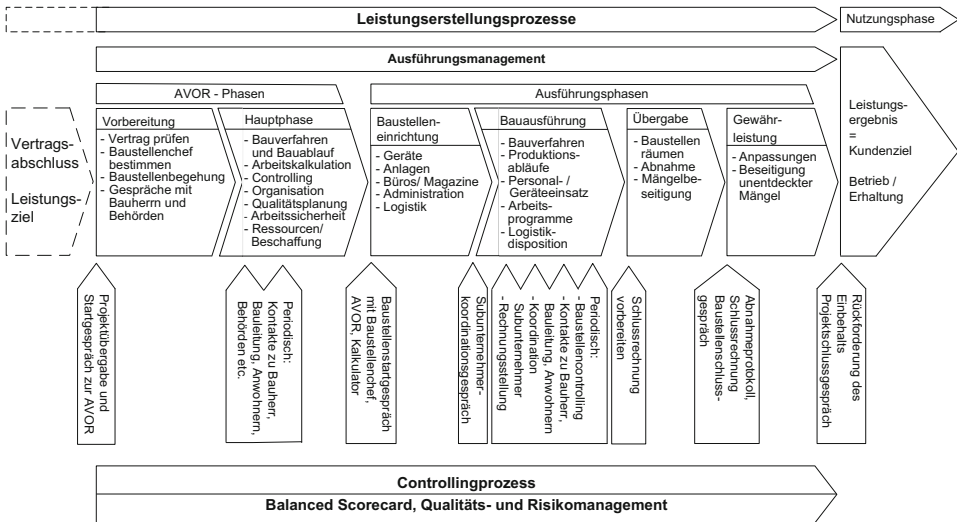 Leistungserstellungsprozesse
Nutzungsphase
Ausführungsmanagement
AVOR - Phasen
Ausführungsphasen
Vertrags-
abschluss
Leistungs-
ziel
Vorbereitung
- Vertrag prüfen
- Baustellenchef
bestimmen
- Baustellenbegehung
- Gespräche mit
Bauherrn und
Behörden
Hauptphase
- Bauverfahren
und Bauablauf
- Arbeitskalkulation
- Controlling
- Organisation
- Qualitätsplanung
- Arbeitssicherheit
- Ressourcen/
Beschaffung
Baustellen-
einrichtung
- Geräte
- Anlagen
- Büros/ Magazine
- Administration
- Logistik
Bauausführung
- Bauverfahren
- Produktions-
abläufe
- Personal- /
Geräteeinsatz
- Arbeits-
programme
- Logistik-
disposition
Übergabe
- Baustellen
räumen
- Abnahme
- Mängelbe-
seitigung
Gewähr-
leistung
- Anpassungen
- Beseitigung
unentdeckter
Mängel
Leistungs-
ergebnis
=
Kundenziel
Betrieb /
Erhaltung
Projektübergabe und
Startgespräch zur AVOR
Periodisch:
Kontakte zu Bauherr,
Bauleitung, Anwohnern,
Behörden etc.
Baustellenstartgespräch
mit Baustellenchef,
AVOR, Kalkulator
Subunternehmer-
koordinationsgespräch
Periodisch:
- Baustellencontrolling
- Kontakte zu Bauherr,
Bauleitung, Anwohnern
- Koordination
Subunternehmer
- Rechnungsstellung
Schlussrechnung
vorbereiten
Abnahmeprotokoll,
Schlussrechnung
Baustellenschluss-
gespräch
Rückforderung des
Einbehalts
Projektschlussgespräch
Controllingprozess
Balanced Scorecard, Qualitäts- und Risikomanagement